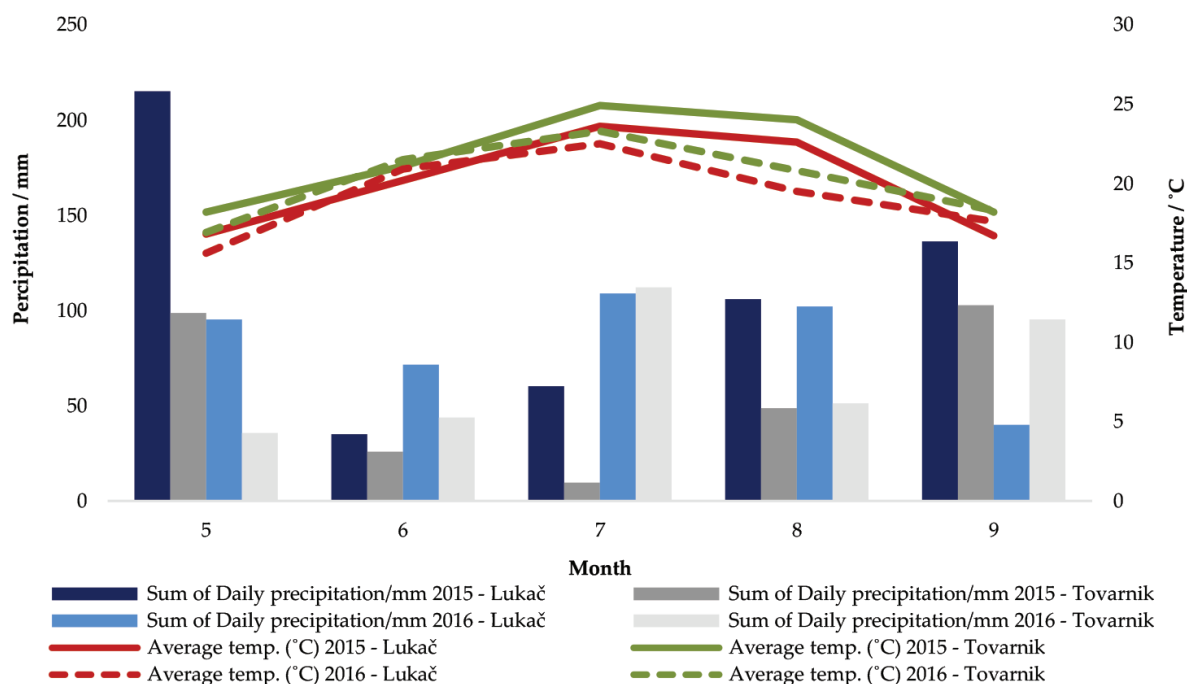 250
200
150
100
50
0
Percipitation / mm
30
25
20
15
10
5
0
Temperature / ˚C
5 6 7 8 9
Month
Sum of Daily precipitation/mm 2015 - Lukač
Sum of Daily precipitation/mm 2015 - Tovarnik
Sum of Daily precipitation/mm 2016 - Lukač
Sum of Daily precipitation/mm 2016 - Tovarnik
Average temp. (˚C) 2015 - Lukač
Average temp. (˚C) 2015 - Tovarnik
Average temp. (˚C) 2016 - Lukač
Average temp. (˚C) 2016 - Tovarnik